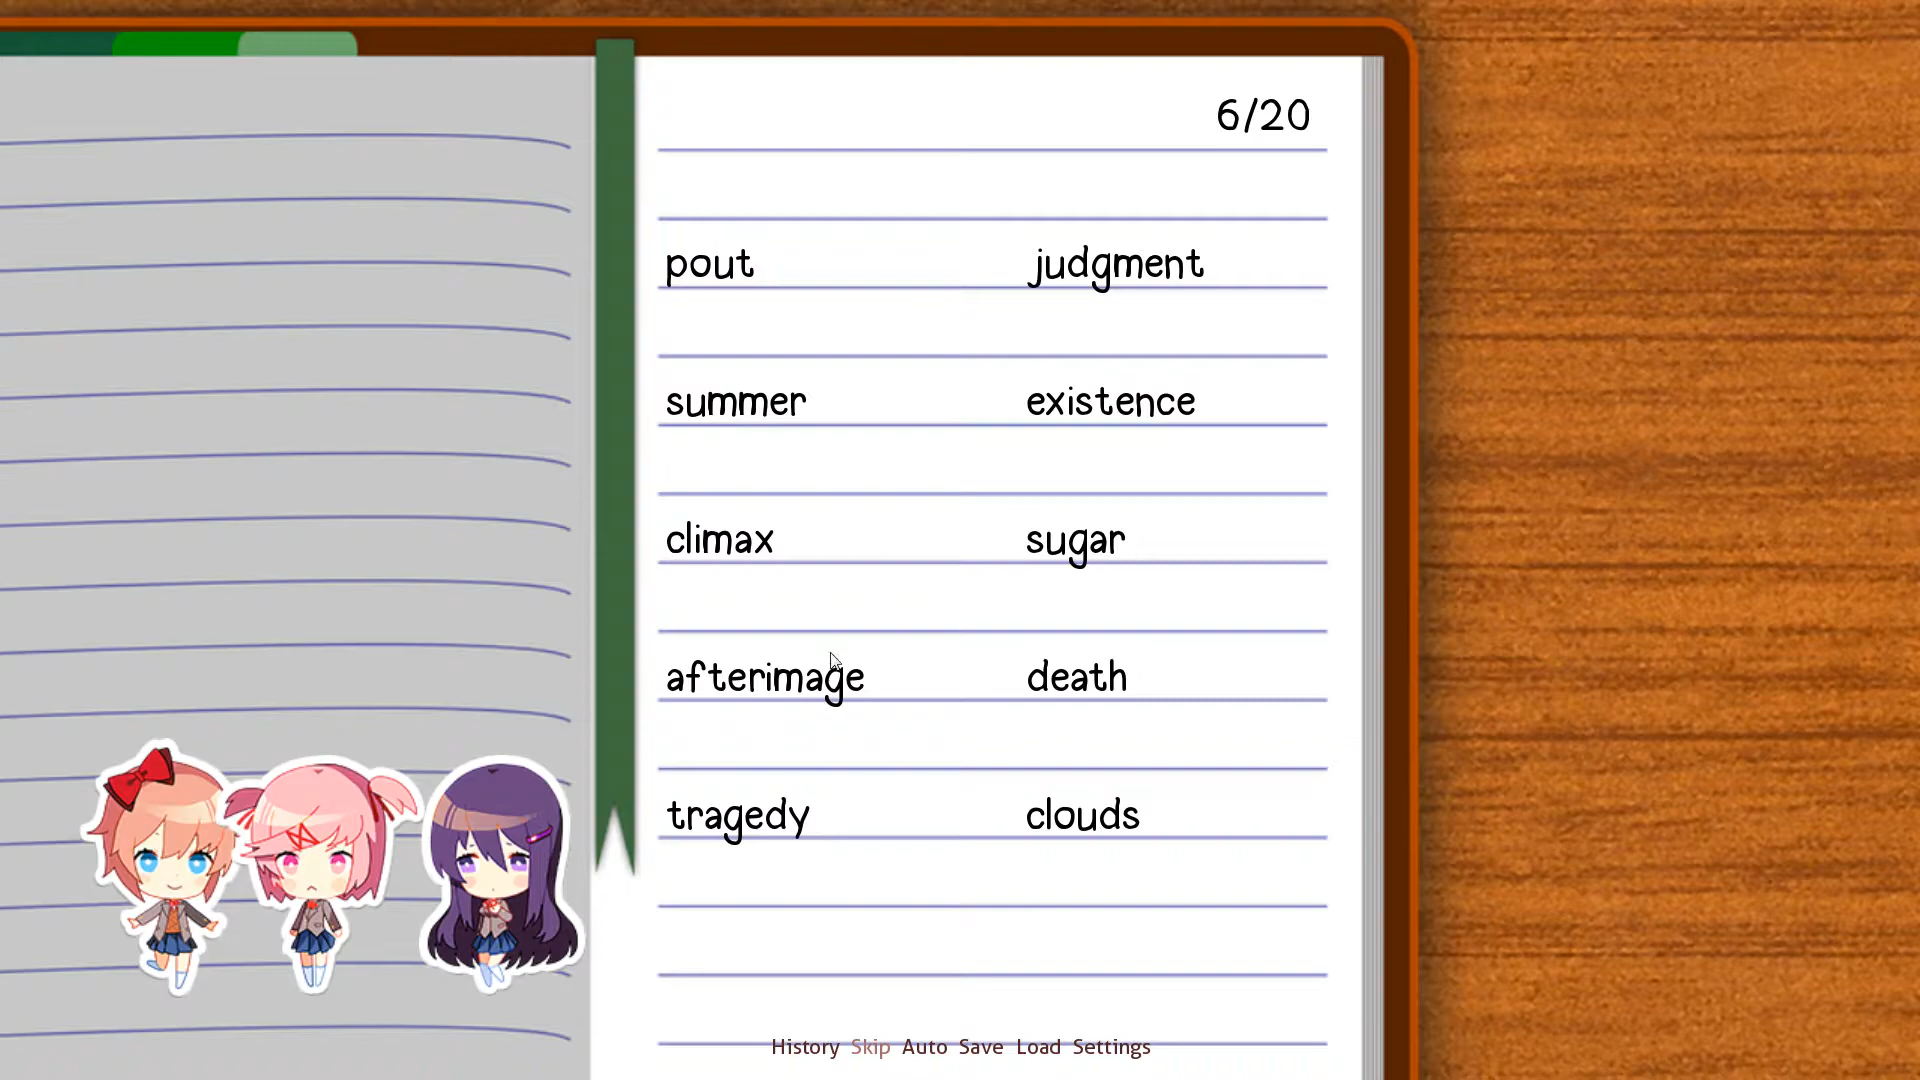 6/20
pout judgment
summer existence
climax sugar
afterimage death
tragedy clouds
History Skip Auto Save Load Settings